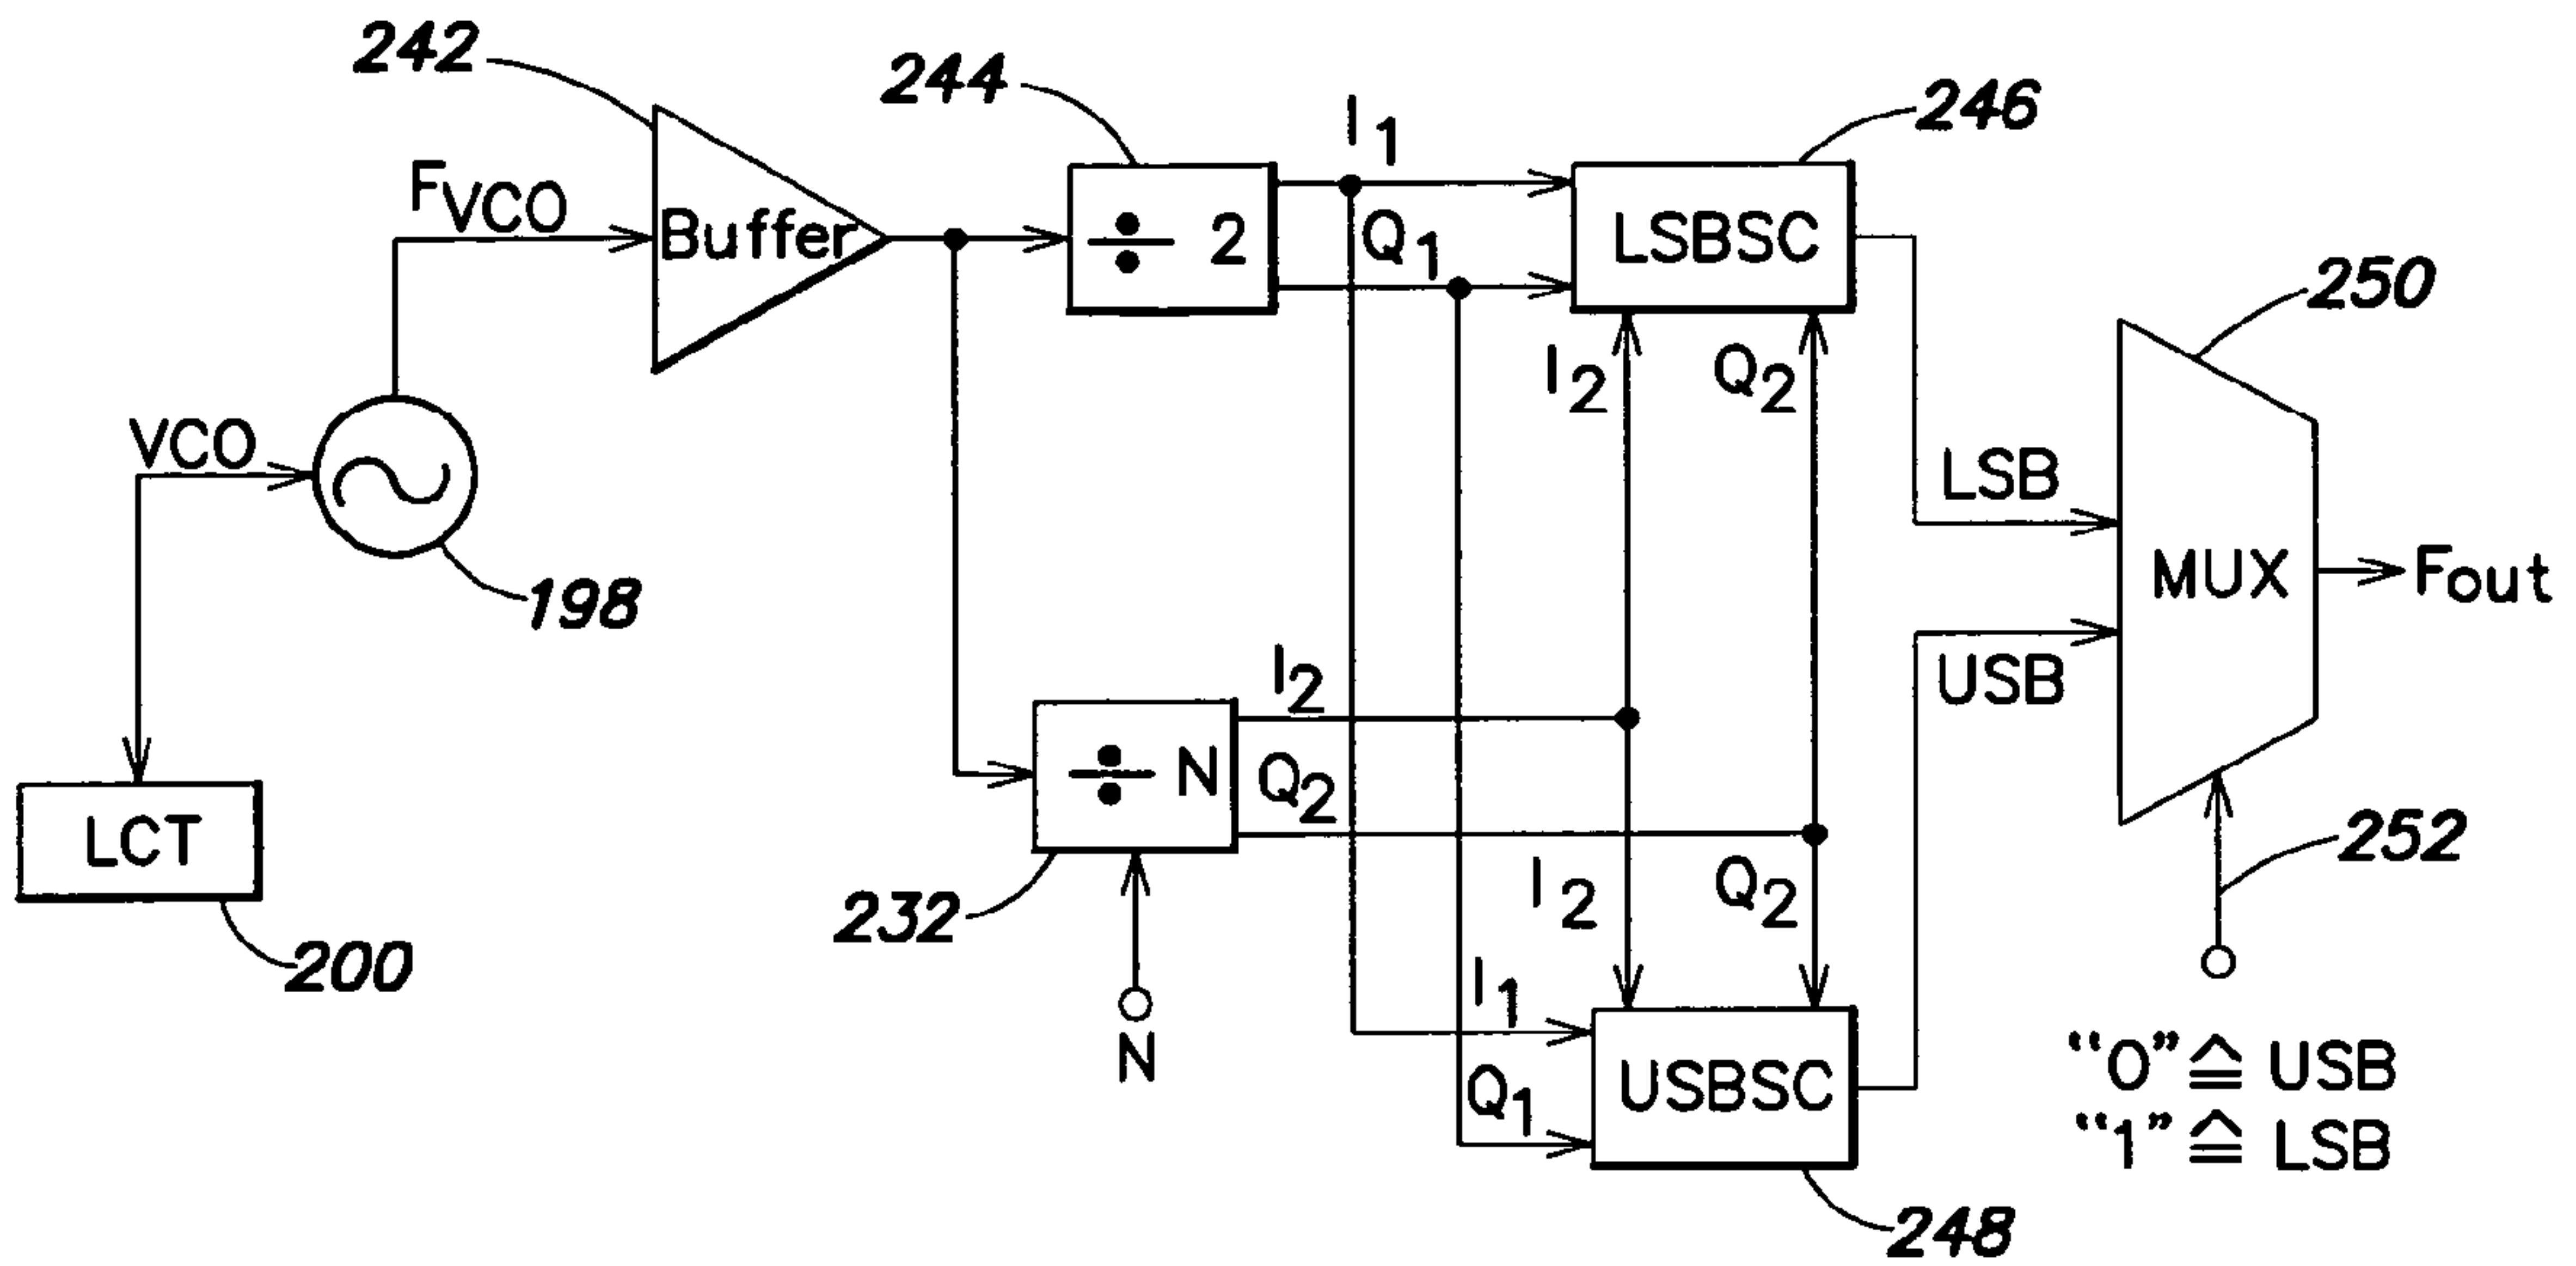 242
244
246
I1
FVCO
Buffer
÷ 2
Q1
LSBSC
250
I2
Q2
VCO
LSB
MUX
Fout
198
I2
USB
÷ N
Q2
LCT
232
I2
Q2
252
200
I1
N
Q1
USBSC
"0" ≙ USB
"1" ≙ LSB
248